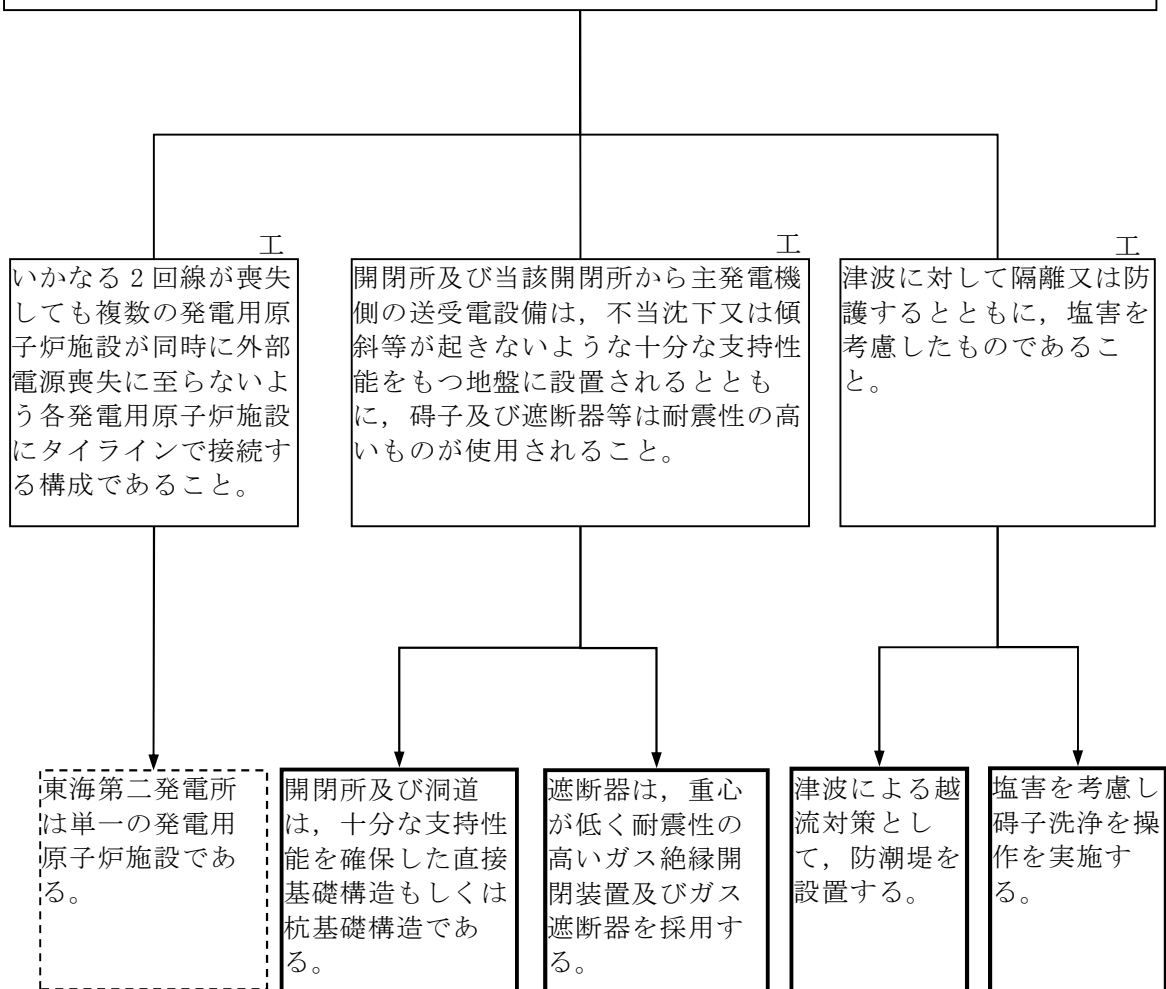 工
いかなる2回線が喪失
しても複数の発電用原
子炉施設が同時に外部
電源喪失に至らないよ
う各発電用原子炉施設
にタイラインで接続す
る構成であること。
工
開閉所及び当該開閉所から主発電機
側の送受電設備は，不当沈下又は傾
斜等が起きないような十分な支持性
能をもつ地盤に設置されるととも
に，碍子及び遮断器等は耐震性の高
いものが使用されること。
工
津波に対して隔離又は防
護するとともに，塩害を
考慮したものであるこ
と。
東海第二発電所
は単一の発電用
原子炉施設であ
る。
開閉所及び洞道
は，十分な支持性
能を確保した直接
基礎構造もしくは
杭基礎構造であ
る。
遮断器は，重心
が低く耐震性の
高いガス絶縁開
閉装置及びガス
遮断器を採用す
る。
津波による越
流対策とし
て，防潮堤を
設置する。
塩害を考慮し
碍子洗浄を操
作を実施す
る。